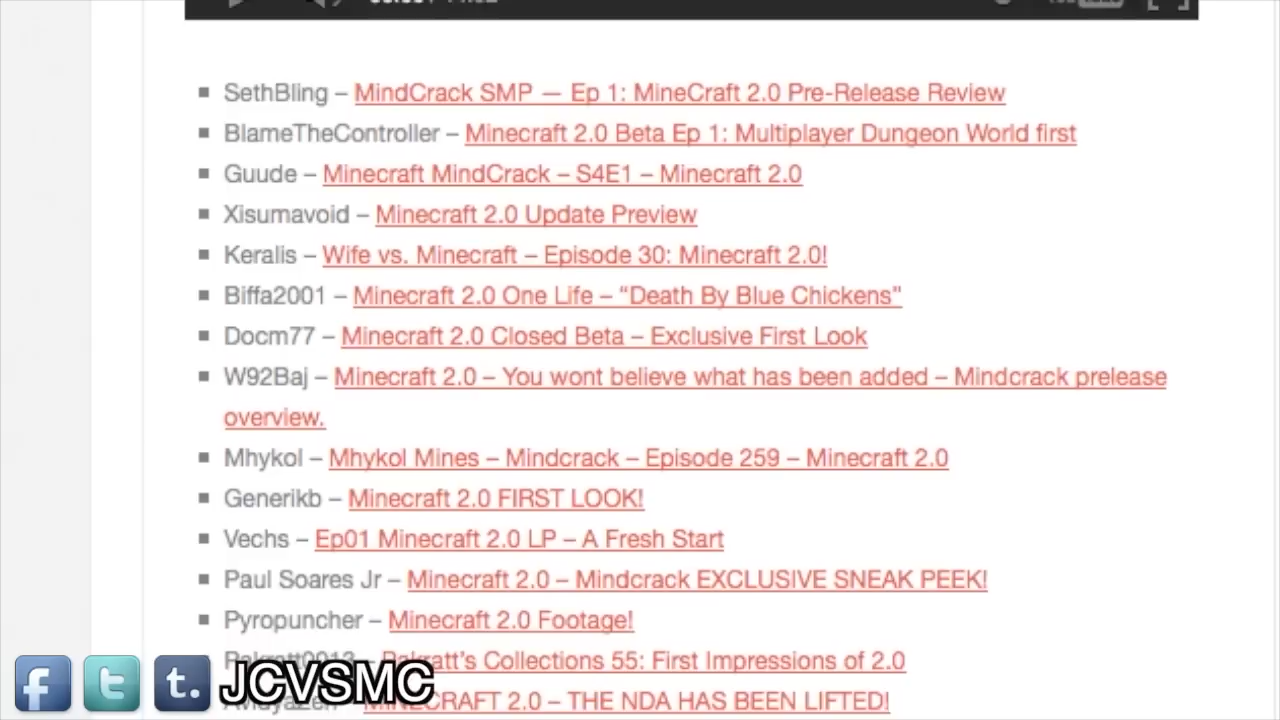 SethBling – MindCrack SMP — Ep 1: MineCraft 2.0 Pre-Release Review
BlameTheController – Minecraft 2.0 Beta Ep 1: Multiplayer Dungeon World first
Guude – Minecraft MindCrack – S4E1 – Minecraft 2.0
Xisumavoid – Minecraft 2.0 Update Preview
Keralis – Wife vs. Minecraft – Episode 30: Minecraft 2.0!
Biffa2001 – Minecraft 2.0 One Life – “Death By Blue Chickens”
Docm77 – Minecraft 2.0 Closed Beta – Exclusive First Look
W92Baj – Minecraft 2.0 – You wont believe what has been added – Mindcrack prelease
overview.
Mhykol – Mhykol Mines – Mindcrack – Episode 259 – Minecraft 2.0
Generikb – Minecraft 2.0 FIRST LOOK!
Vechs – Ep01 Minecraft 2.0 LP – A Fresh Start
Paul Soares Jr – Minecraft 2.0 – Mindcrack EXCLUSIVE SNEAK PEEK!
Pyropuncher – Minecraft 2.0 Footage!
Pakratt0013 – Pakratt’s Collections 55: First Impressions of 2.0
MINECRAFT 2.0 – THE NDA HAS BEEN LIFTED!
f t t. JCVSMC